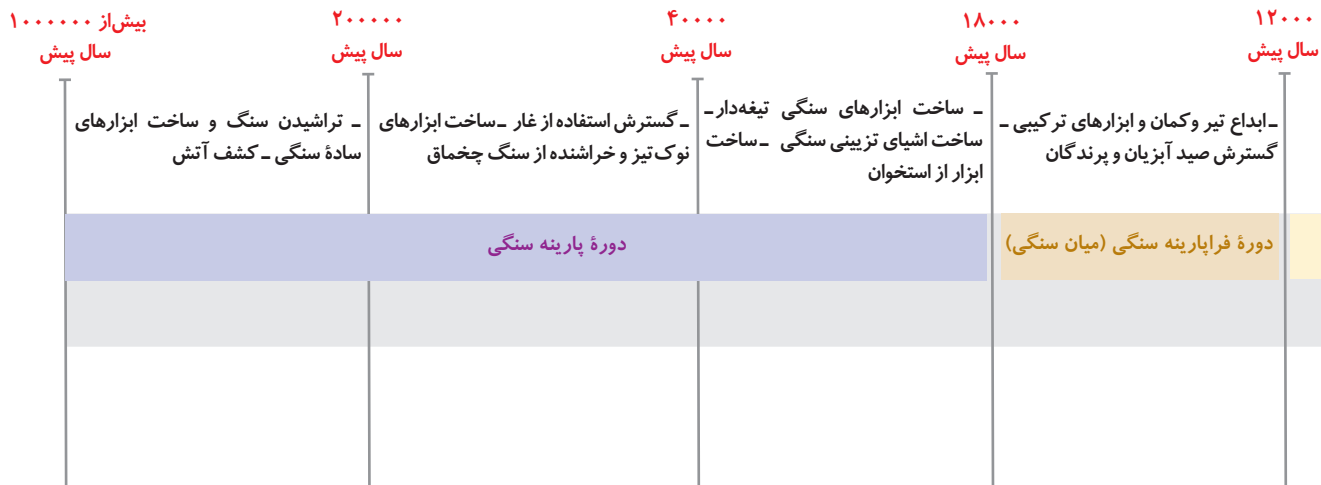 بیش‌از ۱۰۰۰۰۰۰
سال پیش
۲۰۰۰۰۰
سال پیش
۴۰۰۰۰
سال پیش
۱۸۰۰۰
سال پیش
۱۲۰۰۰
سال پیش
ـ تراشیدن سنگ و ساخت ابزارهای
سادهٔ سنگی ـ کشف آتش
ـ گسترش استفاده از غار ـ ساخت ابزارهای
نوک‌تیز و خراشنده از سنگ چخماق
ـ ساخت ابزارهای سنگی تیغه‌دار ـ
ساخت اشیای تزیینی سنگی ـ ساخت
ابزار از استخوان
ـ ابداع تیر وکمان و ابزارهای ترکیبی ـ
گسترش صید آبزیان و پرندگان
دورهٔ پارینه سنگی
دورهٔ فراپارینه سنگی (میان سنگی)